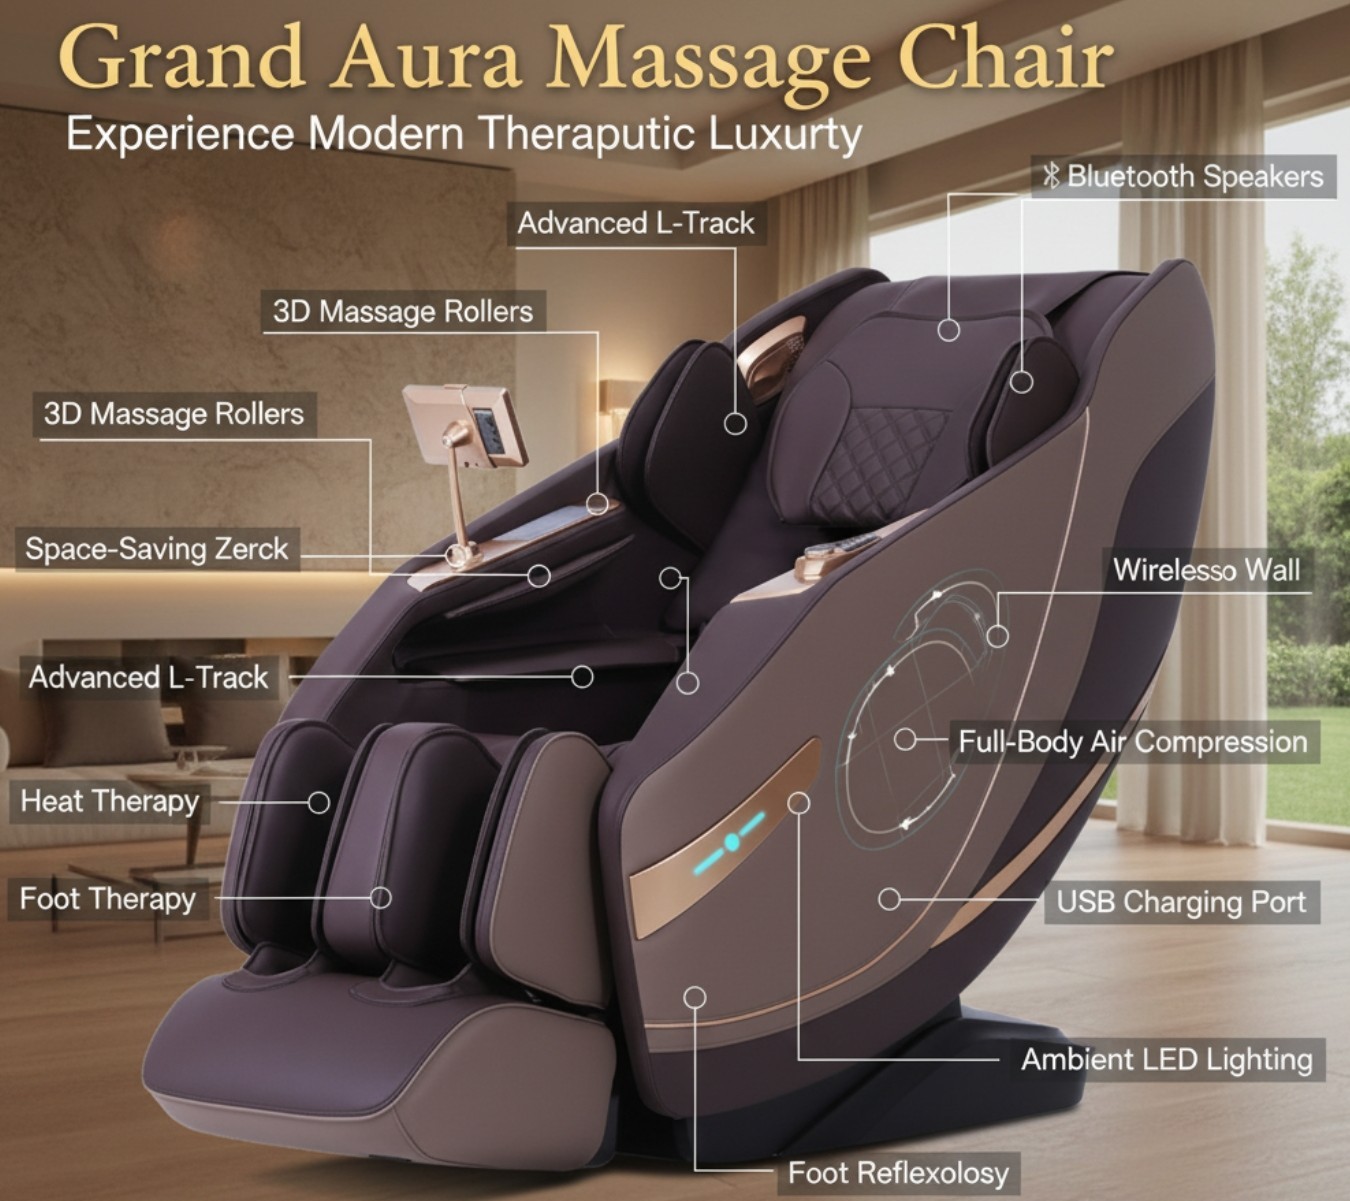 Grand Aura Massage Chair
Experience Modern Theraputic Luxurty
Bluetooth Speakers
Advanced L-Track
3D Massage Rollers
3D Massage Rollers
Space-Saving Zerck
Wirelesso Wall
Advanced L-Track
Full-Body Air Compression
Heat Therapy
Foot Therapy
USB Charging Port
Ambient LED Lighting
Foot Reflexolosy